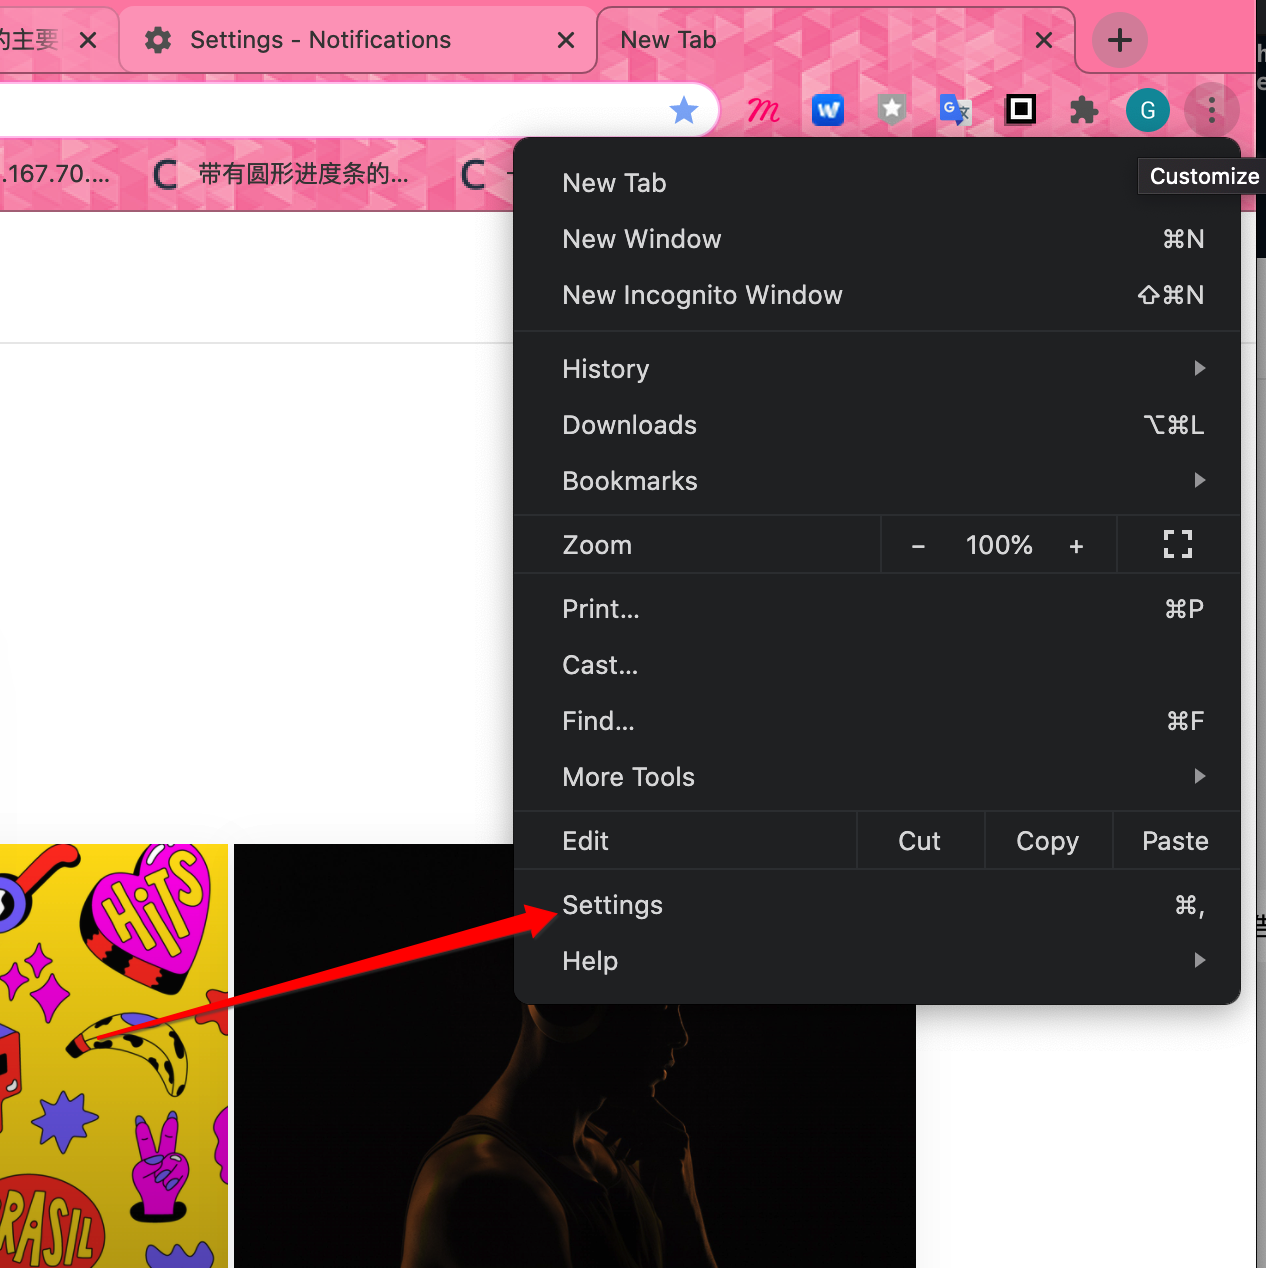 的主要
Settings - Notifications
New Tab
G
.167.70....
带有圆形进度条的...
Customize
New Tab
New Window ⌘N
New Incognito Window ⇧⌘N
History
Downloads ⌥⌘L
Bookmarks
Zoom - 100% +
Print... ⌘P
Cast...
Find... ⌘F
More Tools
Edit Cut Copy Paste
Settings ⌘,
Help
HiTS
BRASIL